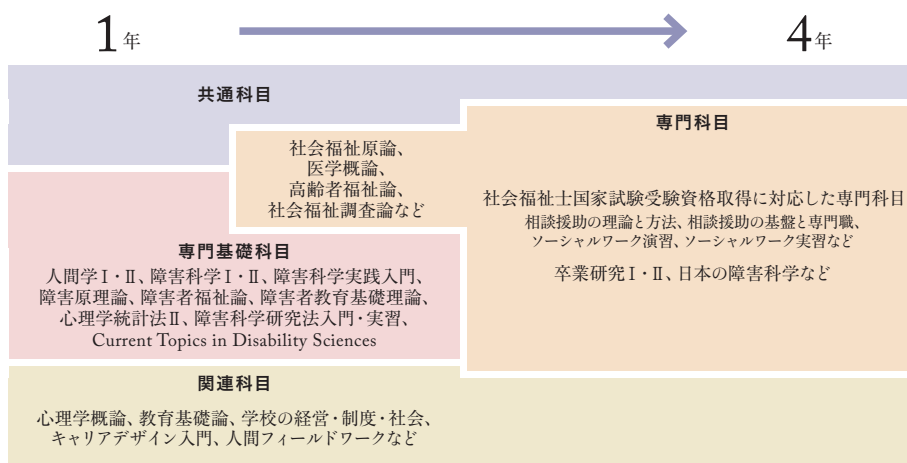 1年
4年
共通科目
専門科目
社会福祉原論、
医学概論、
高齢者福祉論、
社会福祉調査論など
社会福祉士国家試験受験資格取得に対応した専門科目
相談援助の理論と方法、相談援助の基盤と専門職、
ソーシャルワーク演習、ソーシャルワーク実習など
卒業研究Ⅰ・Ⅱ、日本の障害科学など
専門基礎科目
人間学Ⅰ・Ⅱ、障害科学Ⅰ・Ⅱ、障害科学実践入門、
障害原理論、障害者福祉論、障害者教育基礎理論、
心理学統計法Ⅱ、障害科学研究法入門・実習、
Current Topics in Disability Sciences
関連科目
心理学概論、教育基礎論、学校の経営・制度・社会、
キャリアデザイン入門、人間フィールドワークなど